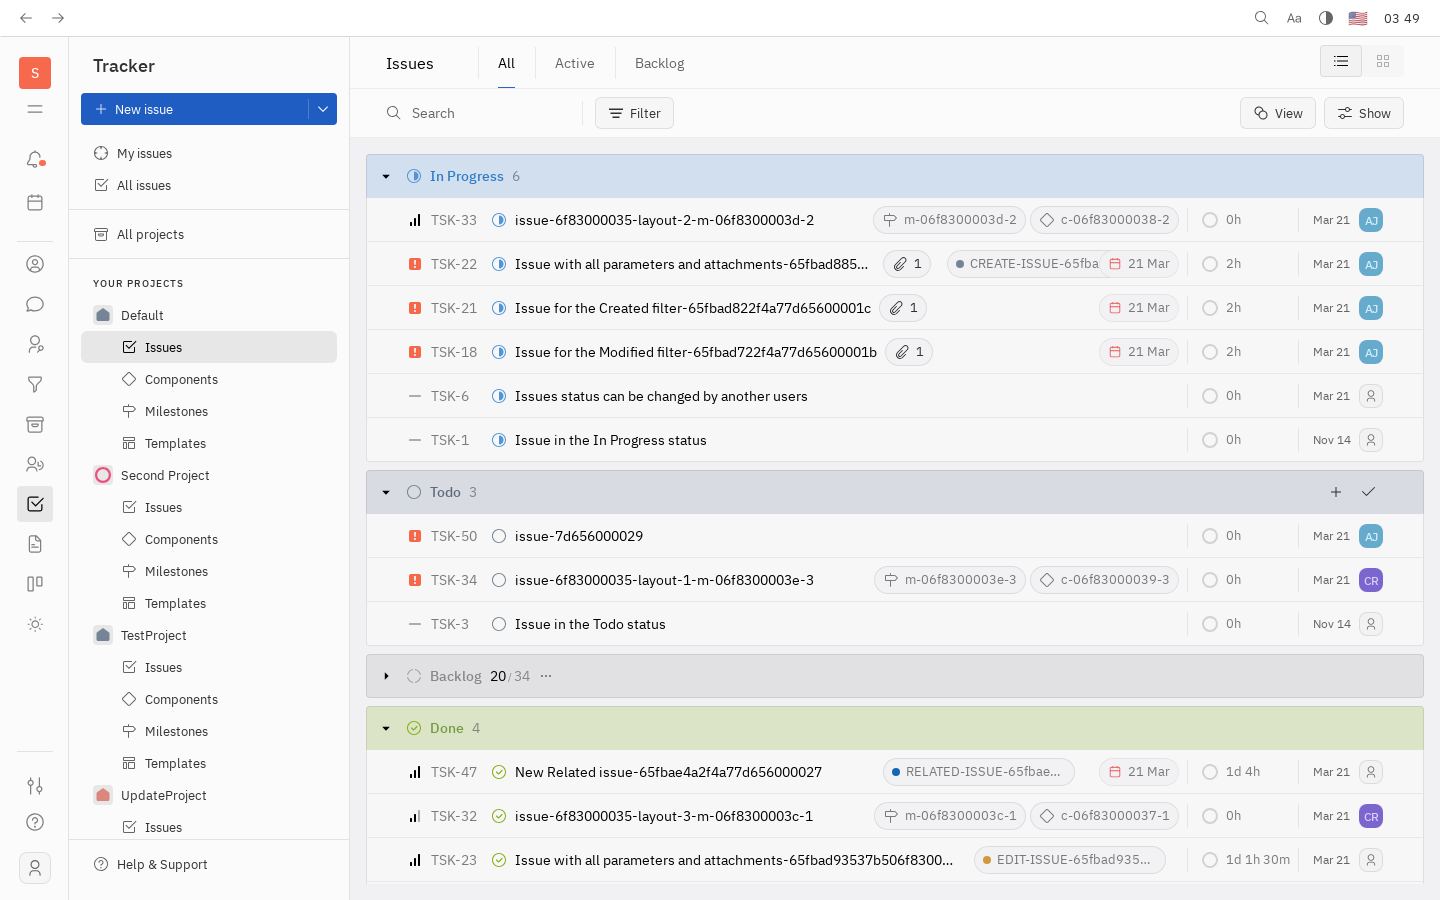 Aa
03 49
S
Tracker
New issue
My issues
All issues
All projects
YOUR PROJECTS
Default
Issues
Components
Milestones
Templates
Second Project
Issues
Components
Milestones
Templates
TestProject
Issues
Components
Milestones
Templates
UpdateProject
Issues
Help & Support
Issues
All
Active
Backlog
Search
Filter
View
Show
In Progress 6
TSK-33 issue-6f83000035-layout-2-m-06f8300003d-2 m-06f8300003d-2 c-06f83000038-2 0h Mar 21 AJ
TSK-22 Issue with all parameters and attachments-65fbad885... 1 CREATE-ISSUE-65fba 21 Mar 2h Mar 21 AJ
TSK-21 Issue for the Created filter-65fbad822f4a77d65600001c 1 21 Mar 2h Mar 21 AJ
TSK-18 Issue for the Modified filter-65fbad722f4a77d65600001b 1 21 Mar 2h Mar 21 AJ
TSK-6 Issues status can be changed by another users 0h Mar 21
TSK-1 Issue in the In Progress status 0h Nov 14
Todo 3
TSK-50 issue-7d656000029 0h Mar 21 AJ
TSK-34 issue-6f83000035-layout-1-m-06f8300003e-3 m-06f8300003e-3 c-06f83000039-3 0h Mar 21 CR
TSK-3 Issue in the Todo status 0h Nov 14
Backlog 20/34 ...
Done 4
TSK-47 New Related issue-65fbae4a2f4a77d656000027 RELATED-ISSUE-65fbae... 21 Mar 1d 4h Mar 21
TSK-32 issue-6f83000035-layout-3-m-06f8300003c-1 m-06f8300003c-1 c-06f83000037-1 0h Mar 21 CR
TSK-23 Issue with all parameters and attachments-65fbad93537b506f8300... EDIT-ISSUE-65fbad935... 1d 1h 30m Mar 21